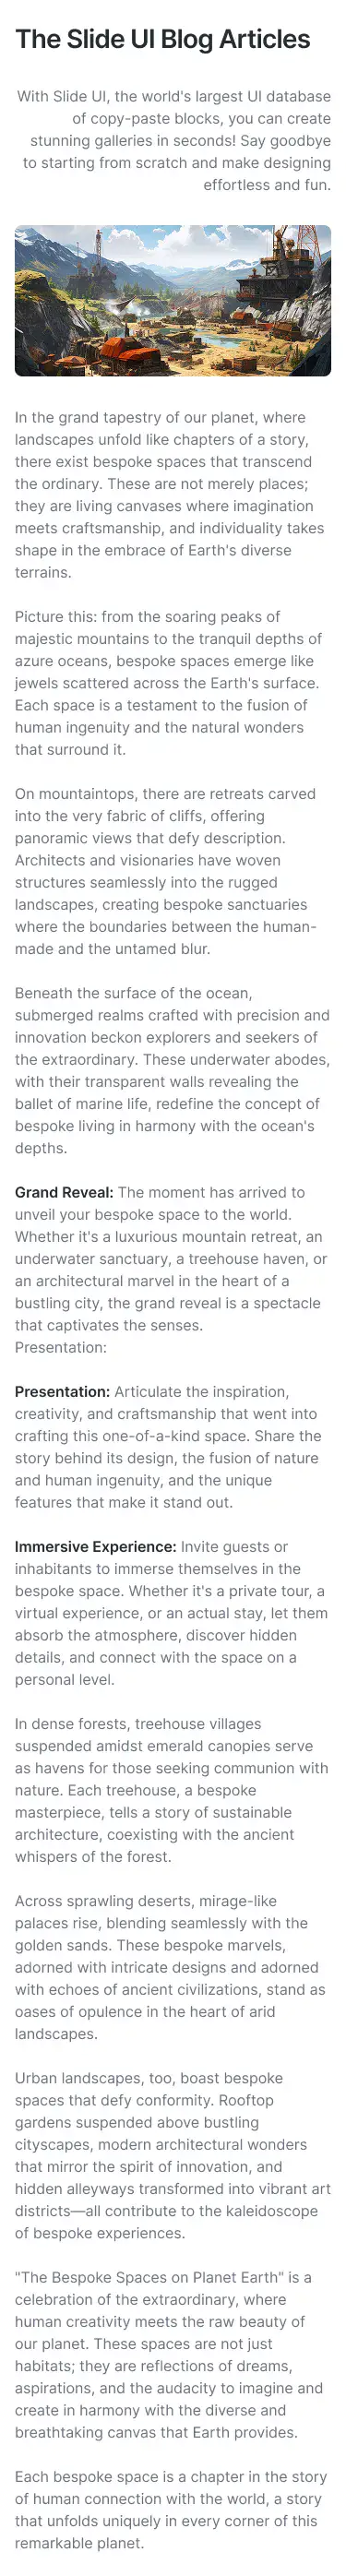 The Slide UI Blog Articles
With Slide UI, the world's largest UI database
of copy-paste blocks, you can create
stunning galleries in seconds! Say goodbye
to starting from scratch and make designing
effortless and fun.
In the grand tapestry of our planet, where
landscapes unfold like chapters of a story,
there exist bespoke spaces that transcend
the ordinary. These are not merely places;
they are living canvases where imagination
meets craftsmanship, and individuality takes
shape in the embrace of Earth's diverse
terrains.
Picture this: from the soaring peaks of
majestic mountains to the tranquil depths of
azure oceans, bespoke spaces emerge like
jewels scattered across the Earth's surface.
Each space is a testament to the fusion of
human ingenuity and the natural wonders
that surround it.
On mountaintops, there are retreats carved
into the very fabric of cliffs, offering
panoramic views that defy description.
Architects and visionaries have woven
structures seamlessly into the rugged
landscapes, creating bespoke sanctuaries
where the boundaries between the human-
made and the untamed blur.
Beneath the surface of the ocean,
submerged realms crafted with precision and
innovation beckon explorers and seekers of
the extraordinary. These underwater abodes,
with their transparent walls revealing the
ballet of marine life, redefine the concept of
bespoke living in harmony with the ocean's
depths.
Grand Reveal: The moment has arrived to
unveil your bespoke space to the world.
Whether it's a luxurious mountain retreat, an
underwater sanctuary, a treehouse haven, or
an architectural marvel in the heart of a
bustling city, the grand reveal is a spectacle
that captivates the senses.
Presentation:
Presentation: Articulate the inspiration,
creativity, and craftsmanship that went into
crafting this one-of-a-kind space. Share the
story behind its design, the fusion of nature
and human ingenuity, and the unique
features that make it stand out.
Immersive Experience: Invite guests or
inhabitants to immerse themselves in the
bespoke space. Whether it's a private tour, a
virtual experience, or an actual stay, let them
absorb the atmosphere, discover hidden
details, and connect with the space on a
personal level.
In dense forests, treehouse villages
suspended amidst emerald canopies serve
as havens for those seeking communion with
nature. Each treehouse, a bespoke
masterpiece, tells a story of sustainable
architecture, coexisting with the ancient
whispers of the forest.
Across sprawling deserts, mirage-like
palaces rise, blending seamlessly with the
golden sands. These bespoke marvels,
adorned with intricate designs and adorned
with echoes of ancient civilizations, stand as
oases of opulence in the heart of arid
landscapes.
Urban landscapes, too, boast bespoke
spaces that defy conformity. Rooftop
gardens suspended above bustling
cityscapes, modern architectural wonders
that mirror the spirit of innovation, and
hidden alleyways transformed into vibrant art
districts—all contribute to the kaleidoscope
of bespoke experiences.
"The Bespoke Spaces on Planet Earth" is a
celebration of the extraordinary, where
human creativity meets the raw beauty of
our planet. These spaces are not just
habitats; they are reflections of dreams,
aspirations, and the audacity to imagine and
create in harmony with the diverse and
breathtaking canvas that Earth provides.
Each bespoke space is a chapter in the story
of human connection with the world, a story
that unfolds uniquely in every corner of this
remarkable planet.